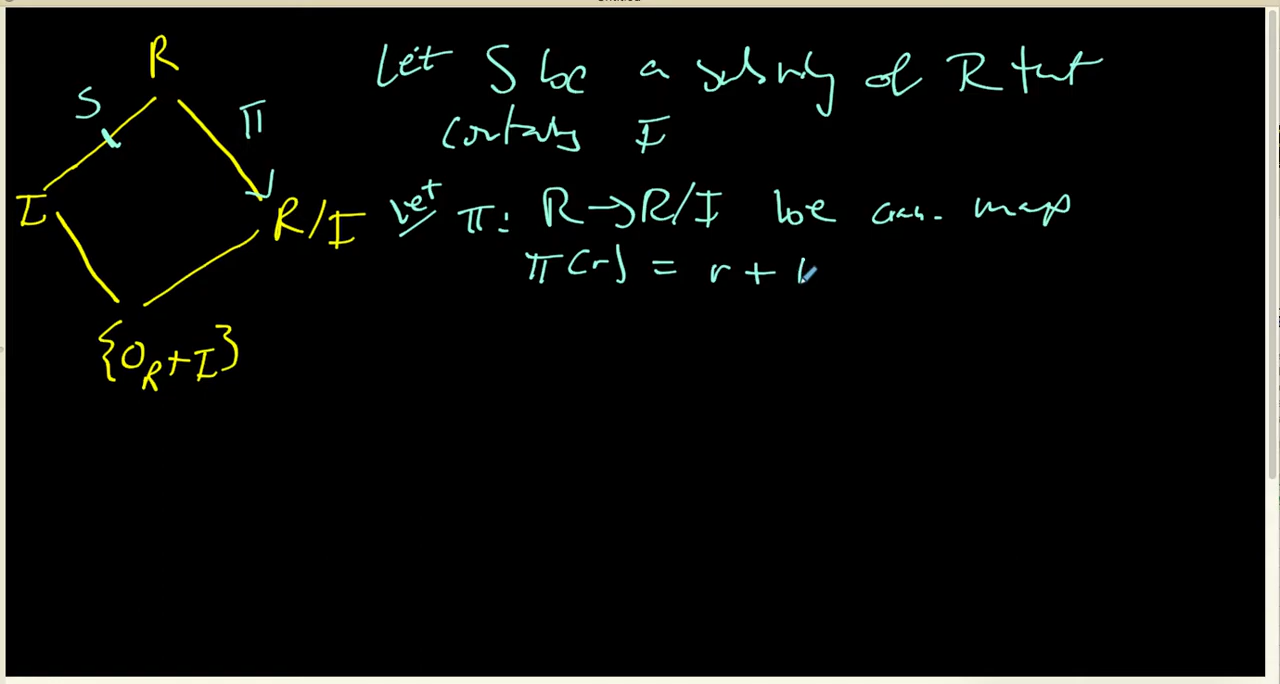 R
S
π
I
R/I
{0_R+I}
Let S be a subring of R that
contains I
Let π: R→R/I be can. map
π(r) = r +